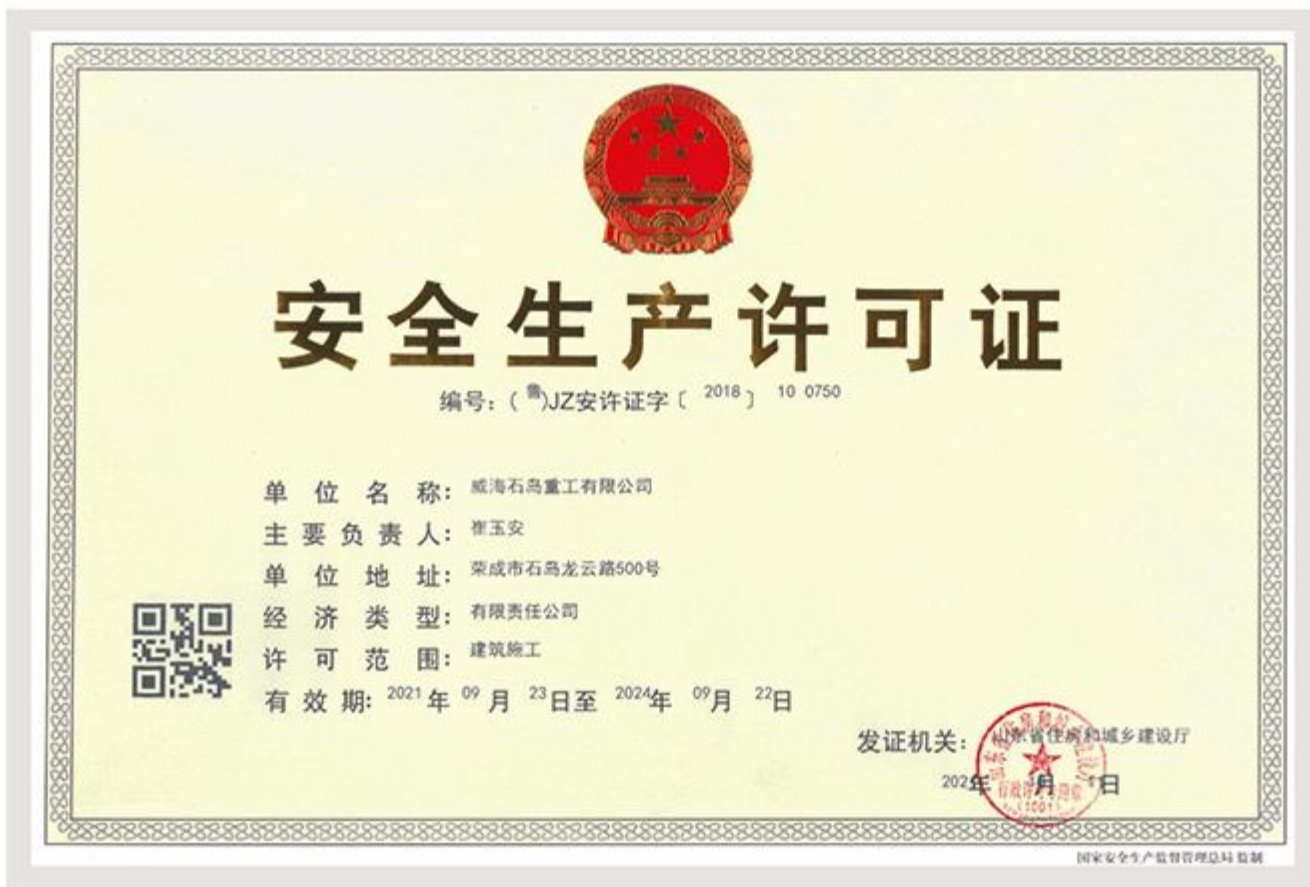 安全生产许可证
编号:(鲁)JZ安许证字〔2018〕10 0750
单位名称:威海石岛重工有限公司
主要负责人:崔玉安
单位地址:荣成市石岛龙云路500号
经济类型:有限责任公司
许可范围:建筑施工
有效期:2021年09月23日至2024年09月22日
发证机关:山东省住房和城乡建设厅
年 月 日
(1001)
国家安全生产监督管理总局 监制